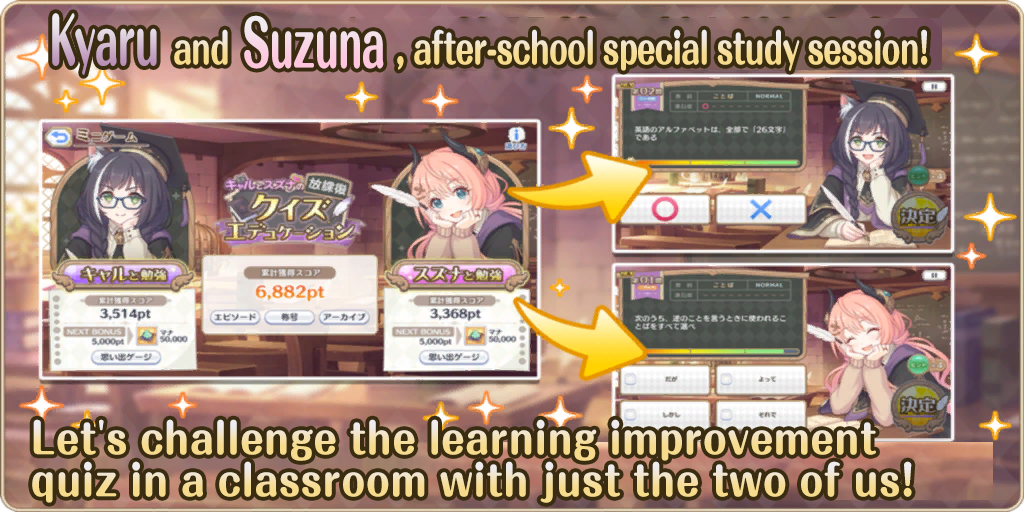 Kyaru and Suzuna , after-school special study session!
ミニゲーム
遊び方
キャルとスズナの放課後
クイズ
エデュケーション
キャルと勉強
累計獲得スコア
3,514pt
NEXT BONUS
5,000pt
マナ
50,000
思い出ゲージ
累計獲得スコア
6,882pt
エピソード
称号
アーカイブ
スズナと勉強
累計獲得スコア
3,368pt
NEXT BONUS
5,000pt
マナ
50,000
思い出ゲージ
ことば
NORMAL
英語のアルファベットは、全部で「26文字」
である
決定
ことば
NORMAL
次のうち、逆のことを言うときに使われるこ
とばをすべて選べ
だが
よって
しかし
それで
決定
Let's challenge the learning improvement
quiz in a classroom with just the two of us!